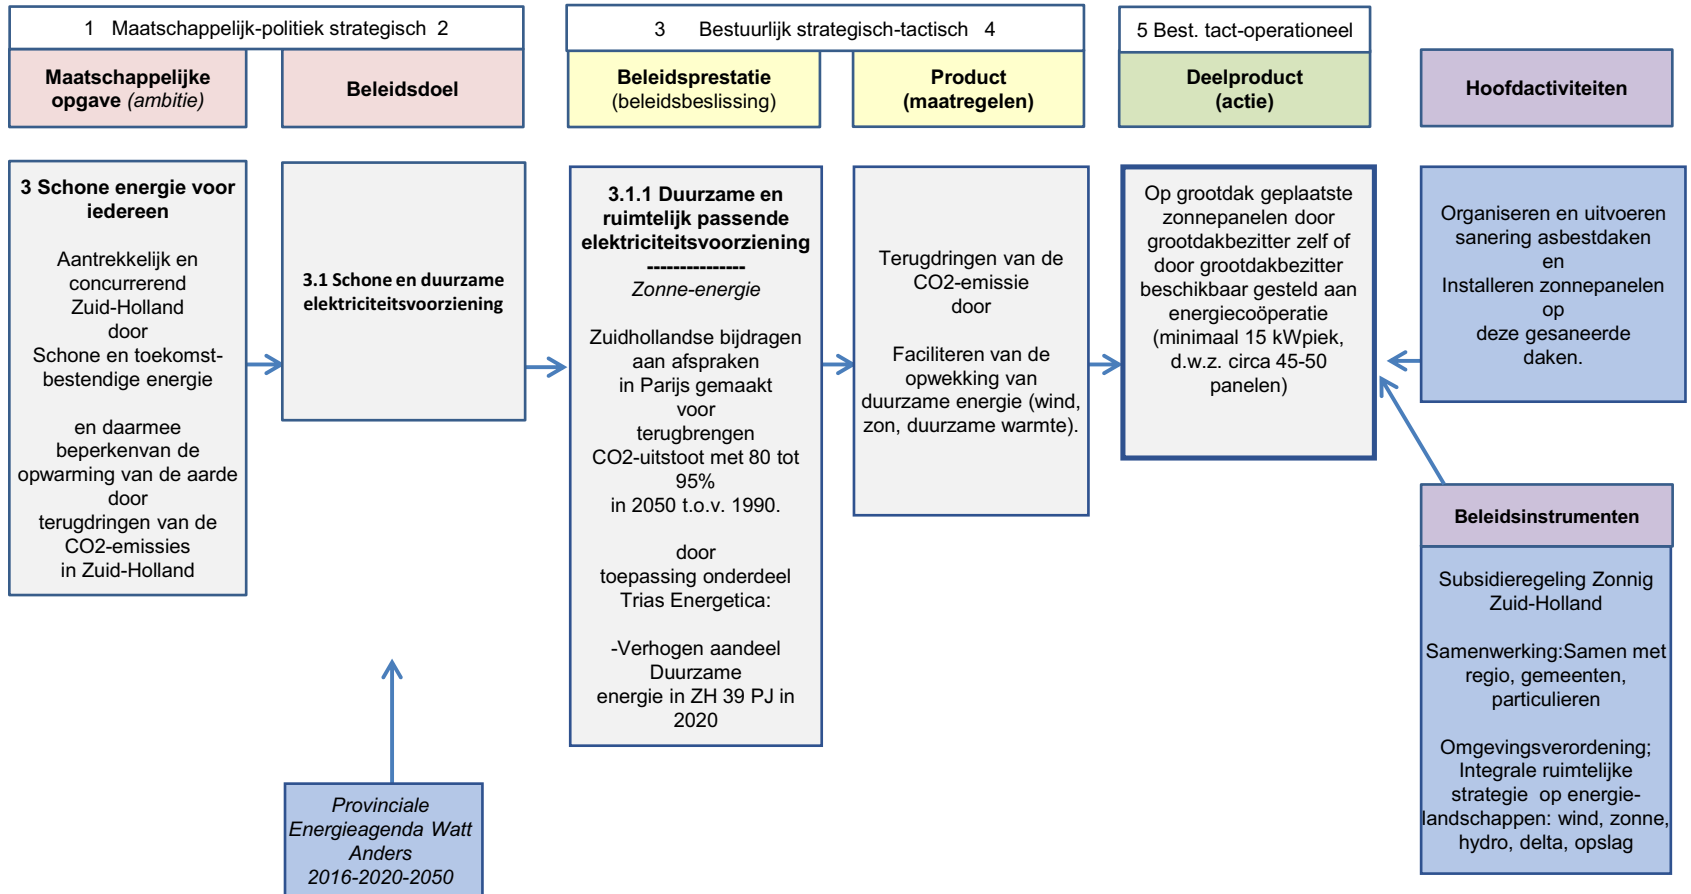 1 Maatschappelijk-politiek strategisch 2
3 Bestuurlijk strategisch-tactisch 4
5 Best. tact-operationeel
Maatschappelijke
opgave (ambitie)
Beleidsdoel
Beleidsprestatie
(beleidsbeslissing)
Product
(maatregelen)
Deelproduct
(actie)
Hoofdactiviteiten
3 Schone energie voor
iedereen
Aantrekkelijk en
concurrerend
Zuid-Holland
door
Schone en toekomst-
bestendige energie
en daarmee
beperkenvan de
opwarming van de aarde
door
terugdringen van de
CO2-emissies
in Zuid-Holland
3.1 Schone en duurzame
elektriciteitsvoorziening
3.1.1 Duurzame en
ruimtelijk passende
elektriciteitsvoorziening
---------------
Zonne-energie
Zuidhollandse bijdragen
aan afspraken
in Parijs gemaakt
voor
terugbrengen
CO2-uitstoot met 80 tot
95%
in 2050 t.o.v. 1990.
door
toepassing onderdeel
Trias Energetica:
-Verhogen aandeel
Duurzame
energie in ZH 39 PJ in
2020
Terugdringen van de
CO2-emissie
door
Faciliteren van de
opwekking van
duurzame energie (wind,
zon, duurzame warmte).
Op grootdak geplaatste
zonnepanelen door
grootdakbezitter zelf of
door grootdakbezitter
beschikbaar gesteld aan
energiecoöperatie
(minimaal 15 kWpiek,
d.w.z. circa 45-50
panelen)
Organiseren en uitvoeren
sanering asbestdaken
en
Installeren zonnepanelen
op
deze gesaneerde
daken.
Beleidsinstrumenten
Subsidieregeling Zonnig
Zuid-Holland
Samenwerking:Samen met
regio, gemeenten,
particulieren
Omgevingsverordening;
Integrale ruimtelijke
strategie op energie-
landschappen: wind, zonne,
hydro, delta, opslag
Provinciale
Energieagenda Watt
Anders
2016-2020-2050